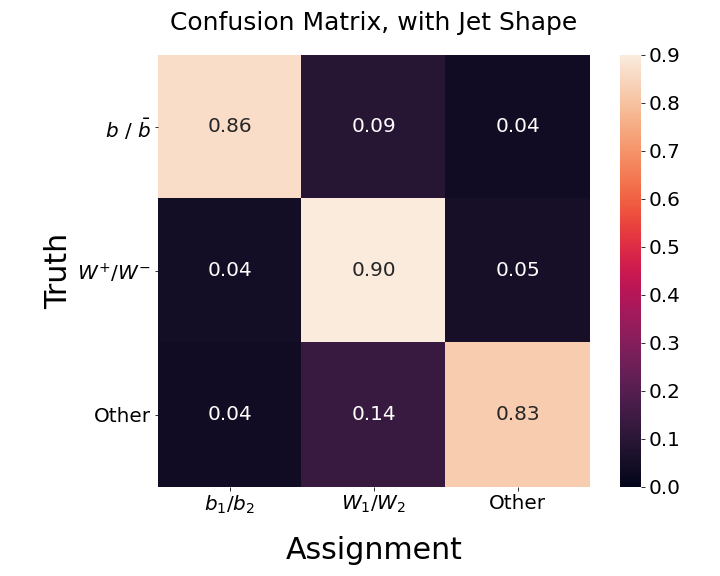 Confusion Matrix, with Jet Shape
Truth
b / b̄ 0.86 0.09 0.04
W⁺/W⁻ 0.04 0.90 0.05
Other 0.04 0.14 0.83
b₁/b₂ W₁/W₂ Other
Assignment
0.9
0.8
0.7
0.6
0.5
0.4
0.3
0.2
0.1
0.0